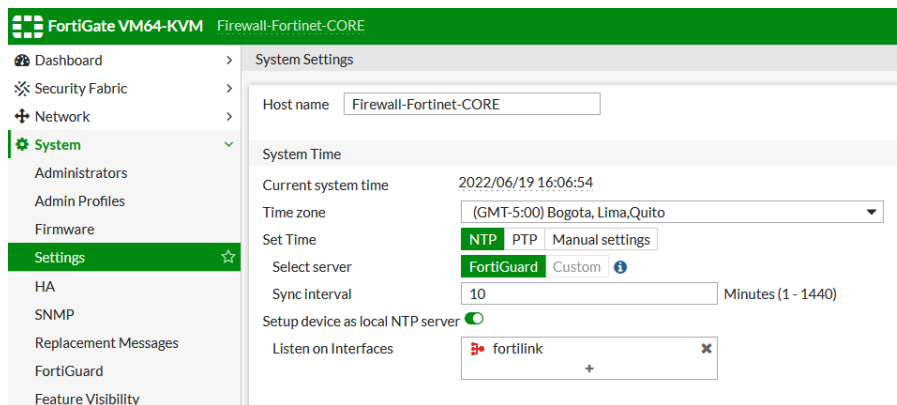 FortiGate VM64-KVM Firewall-Fortinet-CORE
Dashboard
Security Fabric
Network
System
Administrators
Admin Profiles
Firmware
Settings
HA
SNMP
Replacement Messages
FortiGuard
Feature Visibility
System Settings
Host name Firewall-Fortinet-CORE
System Time
Current system time 2022/06/19 16:06:54
Time zone (GMT-5:00) Bogota, Lima,Quito
Set Time NTP PTP Manual settings
Select server FortiGuard Custom
Sync interval 10 Minutes (1 - 1440)
Setup device as local NTP server
Listen on Interfaces fortilink
+